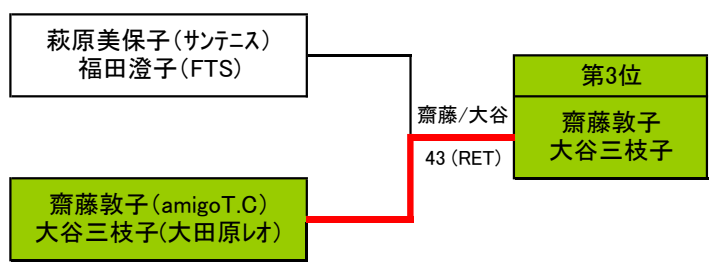 萩原美保子(サンテニス)
福田澄子(FTS)
第3位
齋藤/大谷
齋藤敦子
大谷三枝子
43 (RET)
齋藤敦子(amigoT.C)
大谷三枝子(大田原レオ)